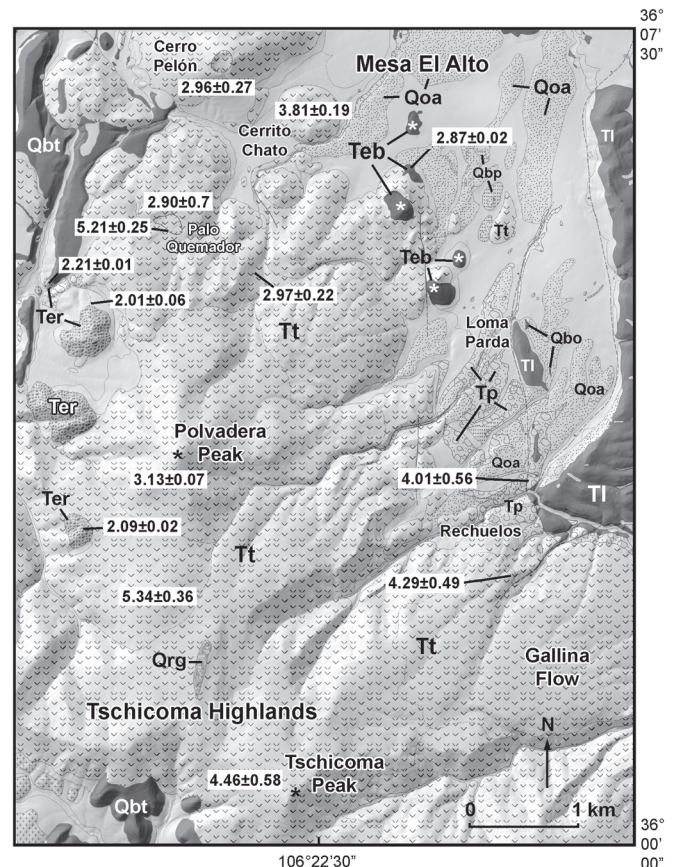 36°
07'
30"
Cerro
Pelón
Mesa El Alto
2.96±0.27
Qoa
Qoa
3.81±0.19
Cerrito
Chato
2.87±0.02
Tl
Qbt
Teb
Qbp
2.90±0.7
5.21±0.25
Palo
Quemador
Tt
2.21±0.01
Teb
2.01±0.06
2.97±0.22
Ter
Tt
Loma
Parda
Qbo
Tl
Qoa
Ter
Tp
Polvadera
Peak
*
3.13±0.07
Qoa
4.01±0.56
Tl
Ter
Tp
2.09±0.02
Rechuelos
Tt
4.29±0.49
5.34±0.36
Tt
Gallina
Flow
Qrg
Tschicoma Highlands
N
Tschicoma
Peak
4.46±0.58
*
Qbt
0 1 km
36°
00'
00"
106°22'30"